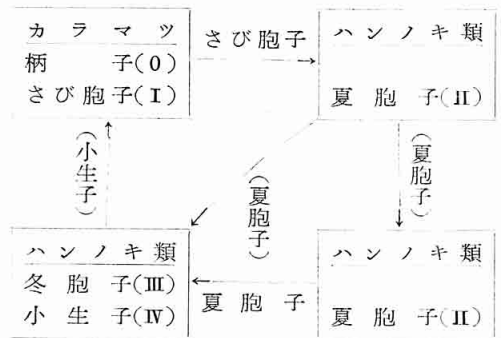 カラマツ
柄子(0)
さび胞子(I)
さび胞子
ハンノキ類
夏胞子(II)
(小生子)
(夏胞子)
(夏胞子)
ハンノキ類
冬胞子(III)
小生子(IV)
夏胞子
ハンノキ類
夏胞子(II)